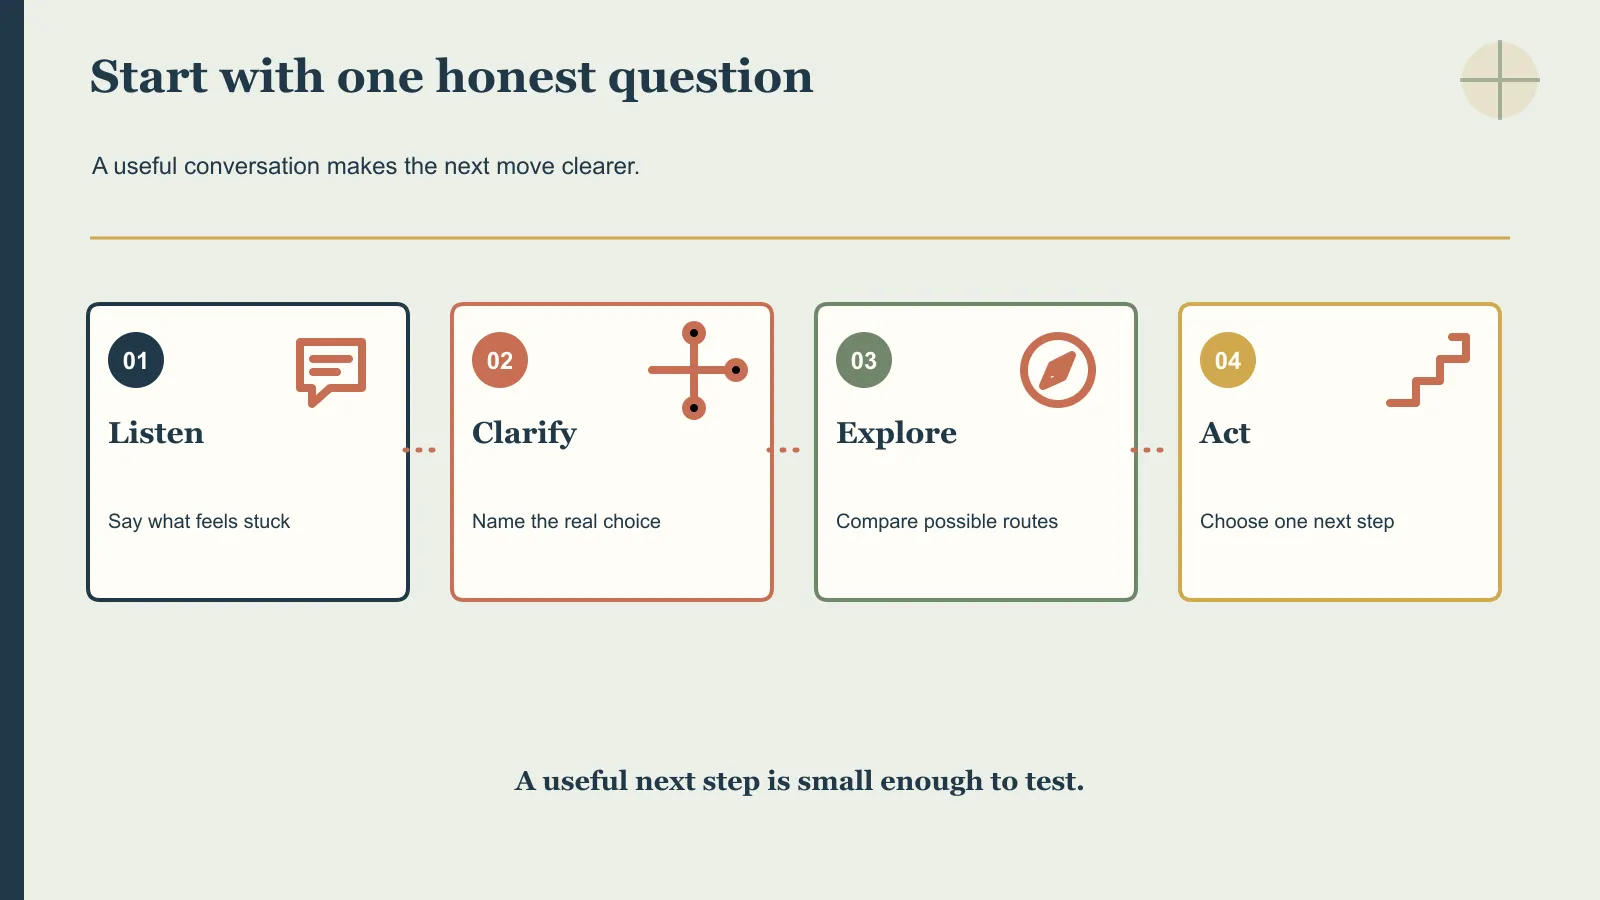 Start with one honest question
A useful conversation makes the next move clearer.
01
Listen
Say what feels stuck
02
Clarify
Name the real choice
03
Explore
Compare possible routes
04
Act
Choose one next step
A useful next step is small enough to test.